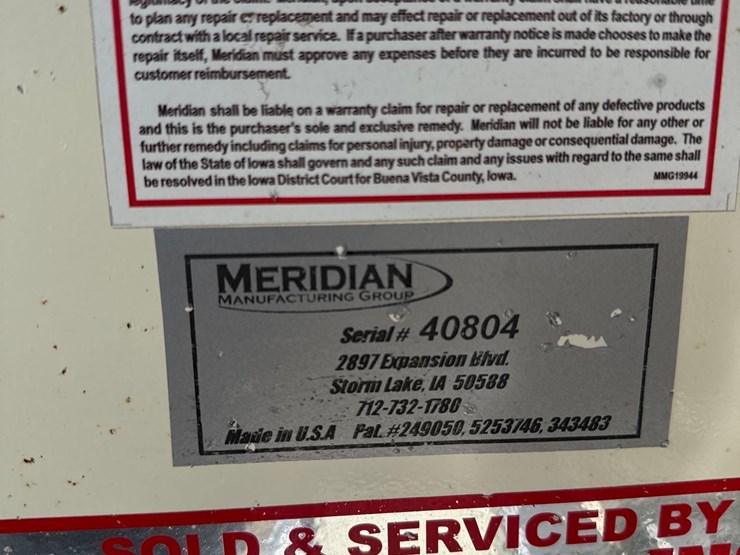 to plan any repair or replacement and may effect repair or replacement out of its factory or through
contract with a local repair service. If a purchaser after warranty notice is made chooses to make the
repair itself, Meridian must approve any expenses before they are incurred to be responsible for
customer reimbursement.
Meridian shall be liable on a warranty claim for repair or replacement of any defective products
and this is the purchaser's sole and exclusive remedy. Meridian will not be liable for any other or
further remedy including claims for personal injury, property damage or consequential damage. The
law of the State of Iowa shall govern and any such claim and any issues with regard to the same shall
be resolved in the Iowa District Court for Buena Vista County, Iowa.
MMG19944
MERIDIAN
MANUFACTURING GROUP
Serial # 40804
2897 Expansion Blvd.
Storm Lake, IA 50588
712-732-1780
Made in U.S.A Pat. #249050, 5253746, 343483
SOLD & SERVICED BY